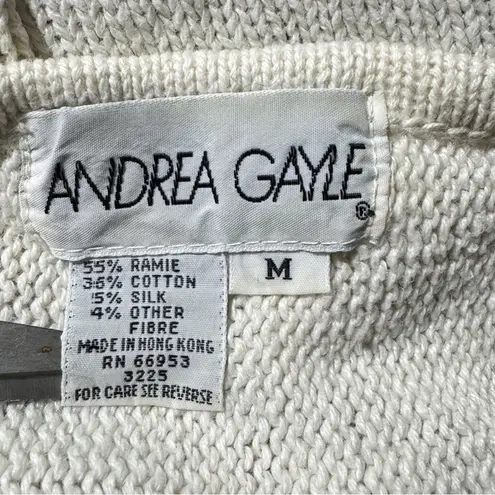 ANDREA GAYLE®
M
55% RAMIE
36% COTTON
5% SILK
4% OTHER
FIBRE
MADE IN HONG KONG
RN 66953
3225
FOR CARE SEE REVERSE